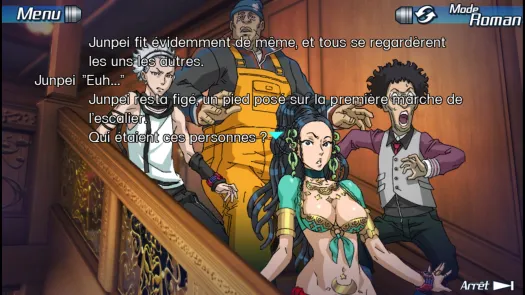 Menu
Mode
Roman
Junpei fit évidemment de même, et tous se regardèrent
les uns les autres.
Junpei "Euh..."
Junpei resta figé, un pied posé sur la première marche de
l'escalier.
Qui étaient ces personnes ?
Arrêt